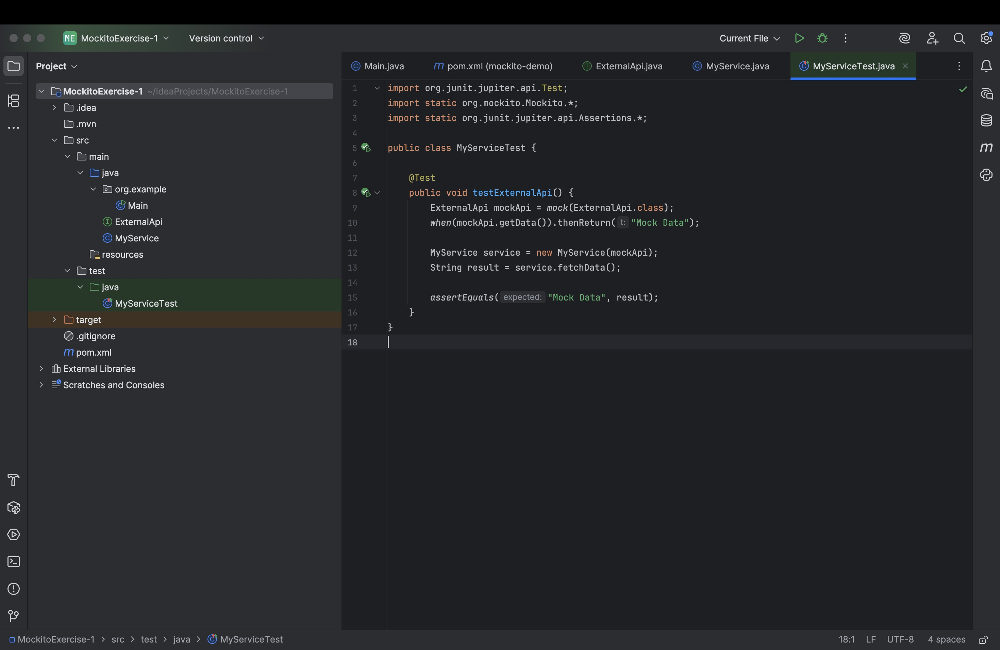 ME MockitoExercise-1 Version control Current File
Project
MockitoExercise-1 ~/IdeaProjects/MockitoExercise-1
.idea
.mvn
src
main
java
org.example
Main
ExternalApi
MyService
resources
test
java
MyServiceTest
target
.gitignore
m pom.xml
External Libraries
Scratches and Consoles
Main.java m pom.xml (mockito-demo) ExternalApi.java MyService.java MyServiceTest.java
1 import org.junit.jupiter.api.Test;
2 import static org.mockito.Mockito.*;
3 import static org.junit.jupiter.api.Assertions.*;
4
5 public class MyServiceTest {
6
7 @Test
8 public void testExternalApi() {
9 ExternalApi mockApi = mock(ExternalApi.class);
10 when(mockApi.getData()).thenReturn( t: "Mock Data");
11
12 MyService service = new MyService(mockApi);
13 String result = service.fetchData();
14
15 assertEquals( expected: "Mock Data", result);
16 }
17 }
18
m
MockitoExercise-1 > src > test > java > MyServiceTest 18:1 LF UTF-8 4 spaces